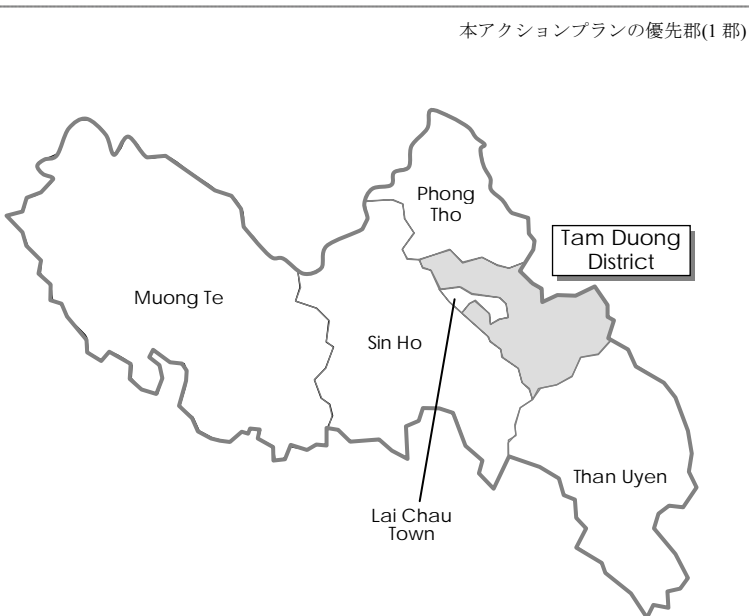 本アクションプランの優先郡(1 郡)
Phong
Tho
Tam Duong
District
Muong Te
Sin Ho
Than Uyen
Lai Chau
Town